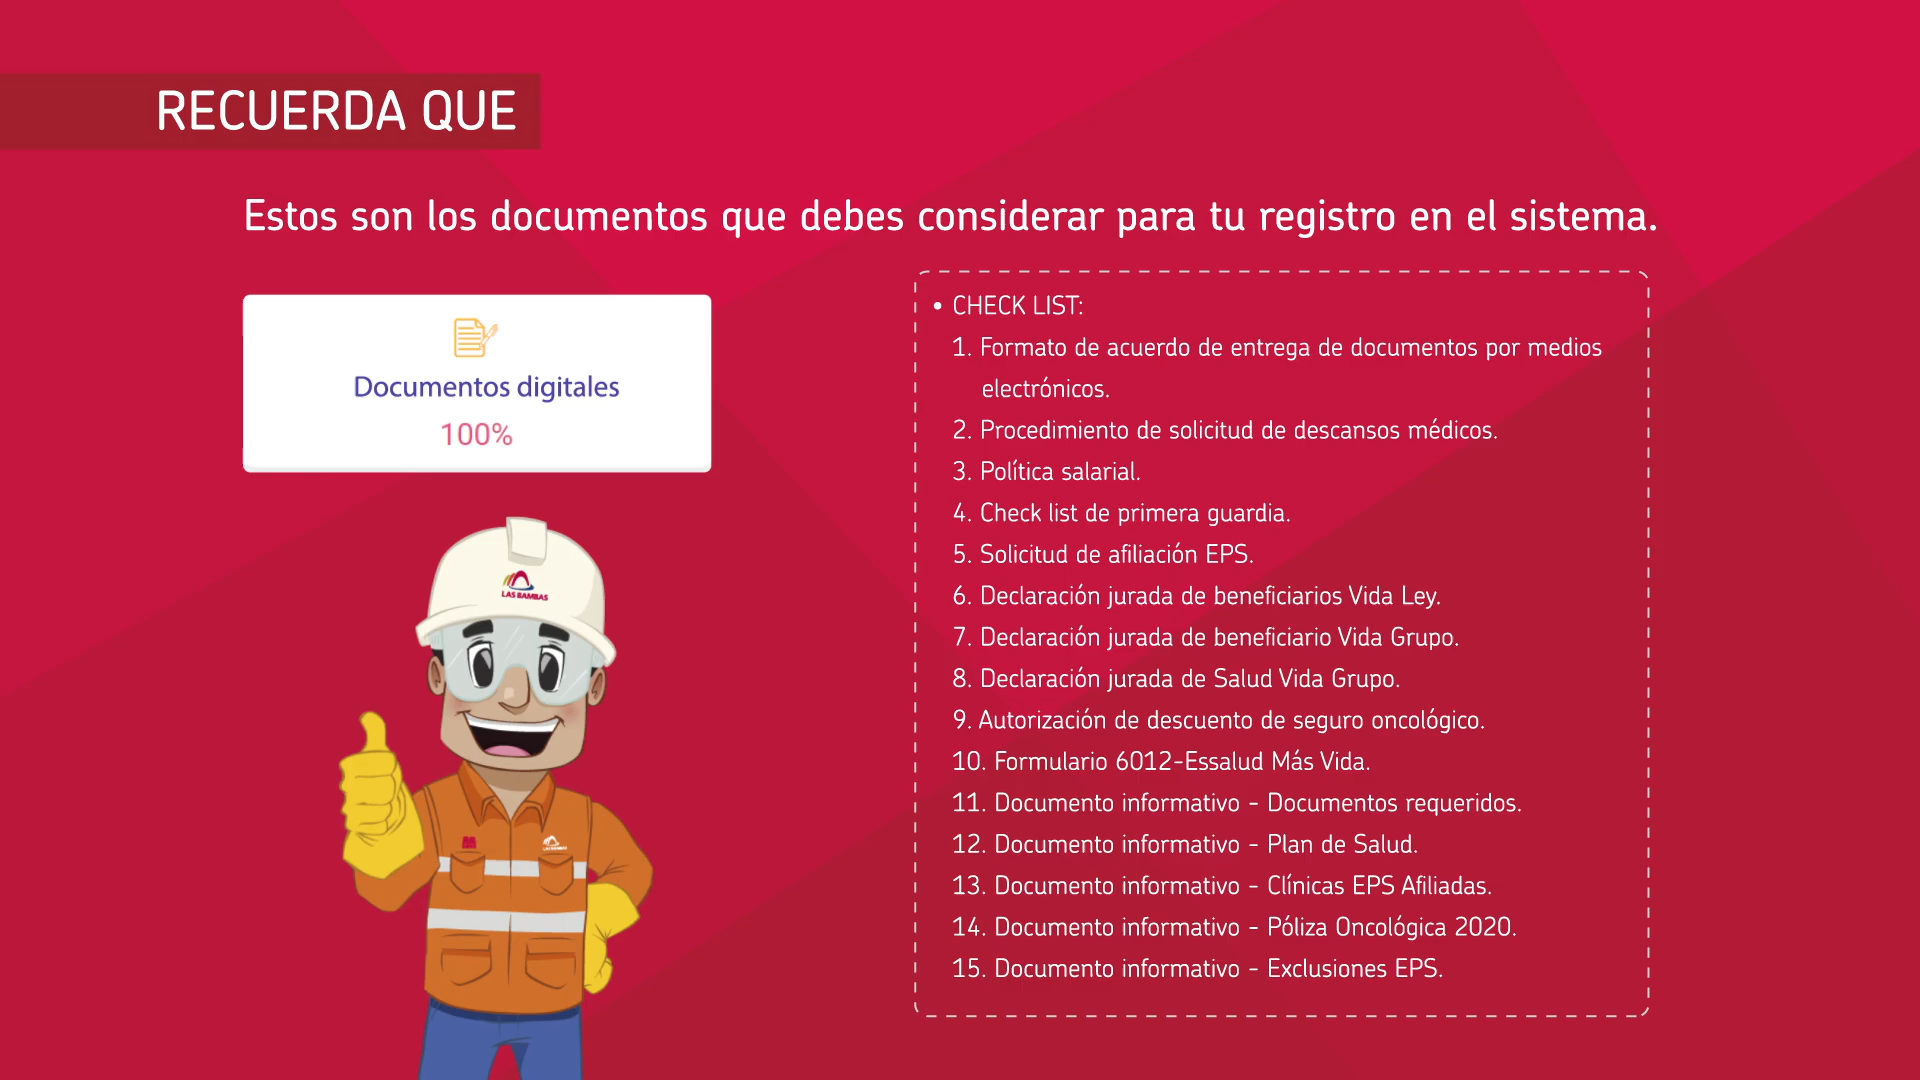 RECUERDA QUE
Estos son los documentos que debes considerar para tu registro en el sistema.
Documentos digitales
100%
LAS BAMBAS
LAS BAMBAS
• CHECK LIST:
1. Formato de acuerdo de entrega de documentos por medios
electrónicos.
2. Procedimiento de solicitud de descansos médicos.
3. Política salarial.
4. Check list de primera guardia.
5. Solicitud de afiliación EPS.
6. Declaración jurada de beneficiarios Vida Ley.
7. Declaración jurada de beneficiario Vida Grupo.
8. Declaración jurada de Salud Vida Grupo.
9. Autorización de descuento de seguro oncológico.
10. Formulario 6012-Essalud Más Vida.
11. Documento informativo - Documentos requeridos.
12. Documento informativo - Plan de Salud.
13. Documento informativo - Clínicas EPS Afiliadas.
14. Documento informativo - Póliza Oncológica 2020.
15. Documento informativo - Exclusiones EPS.